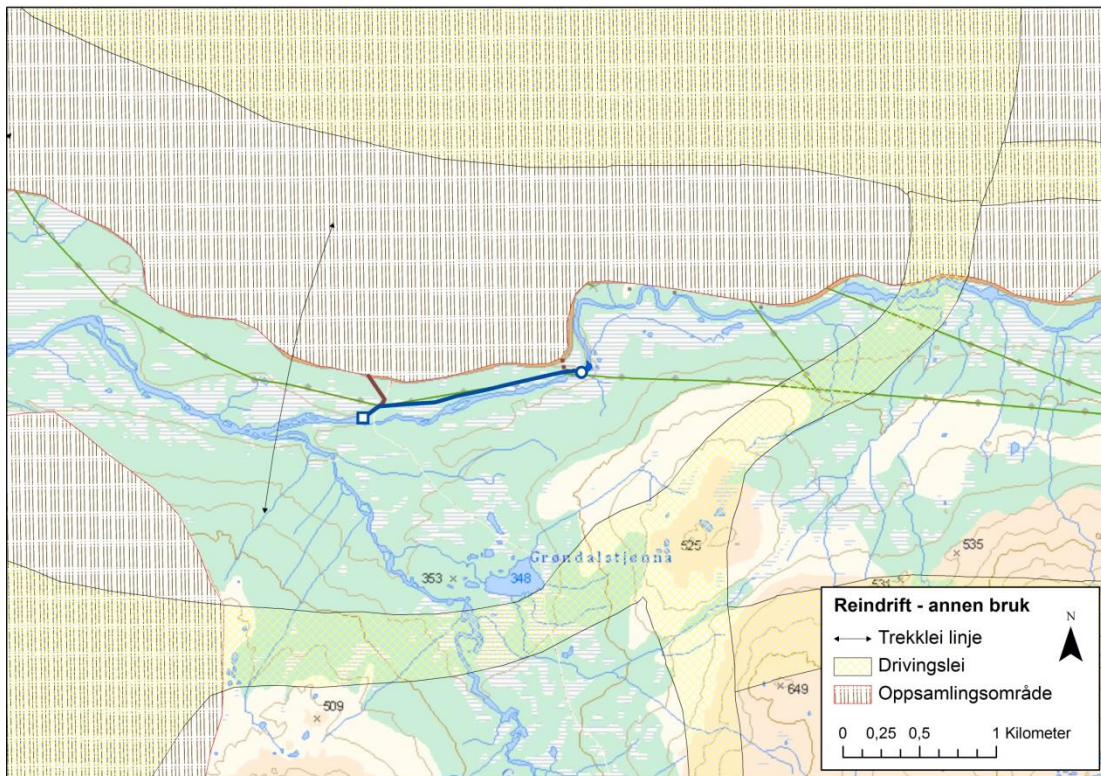 Grøndalstjønna
525
535
353
348
531
649
509
Reindrift - annen bruk
N
Trekklei linje
Drivingslei
Oppsamlingsområde
0 0,25 0,5 1 Kilometer